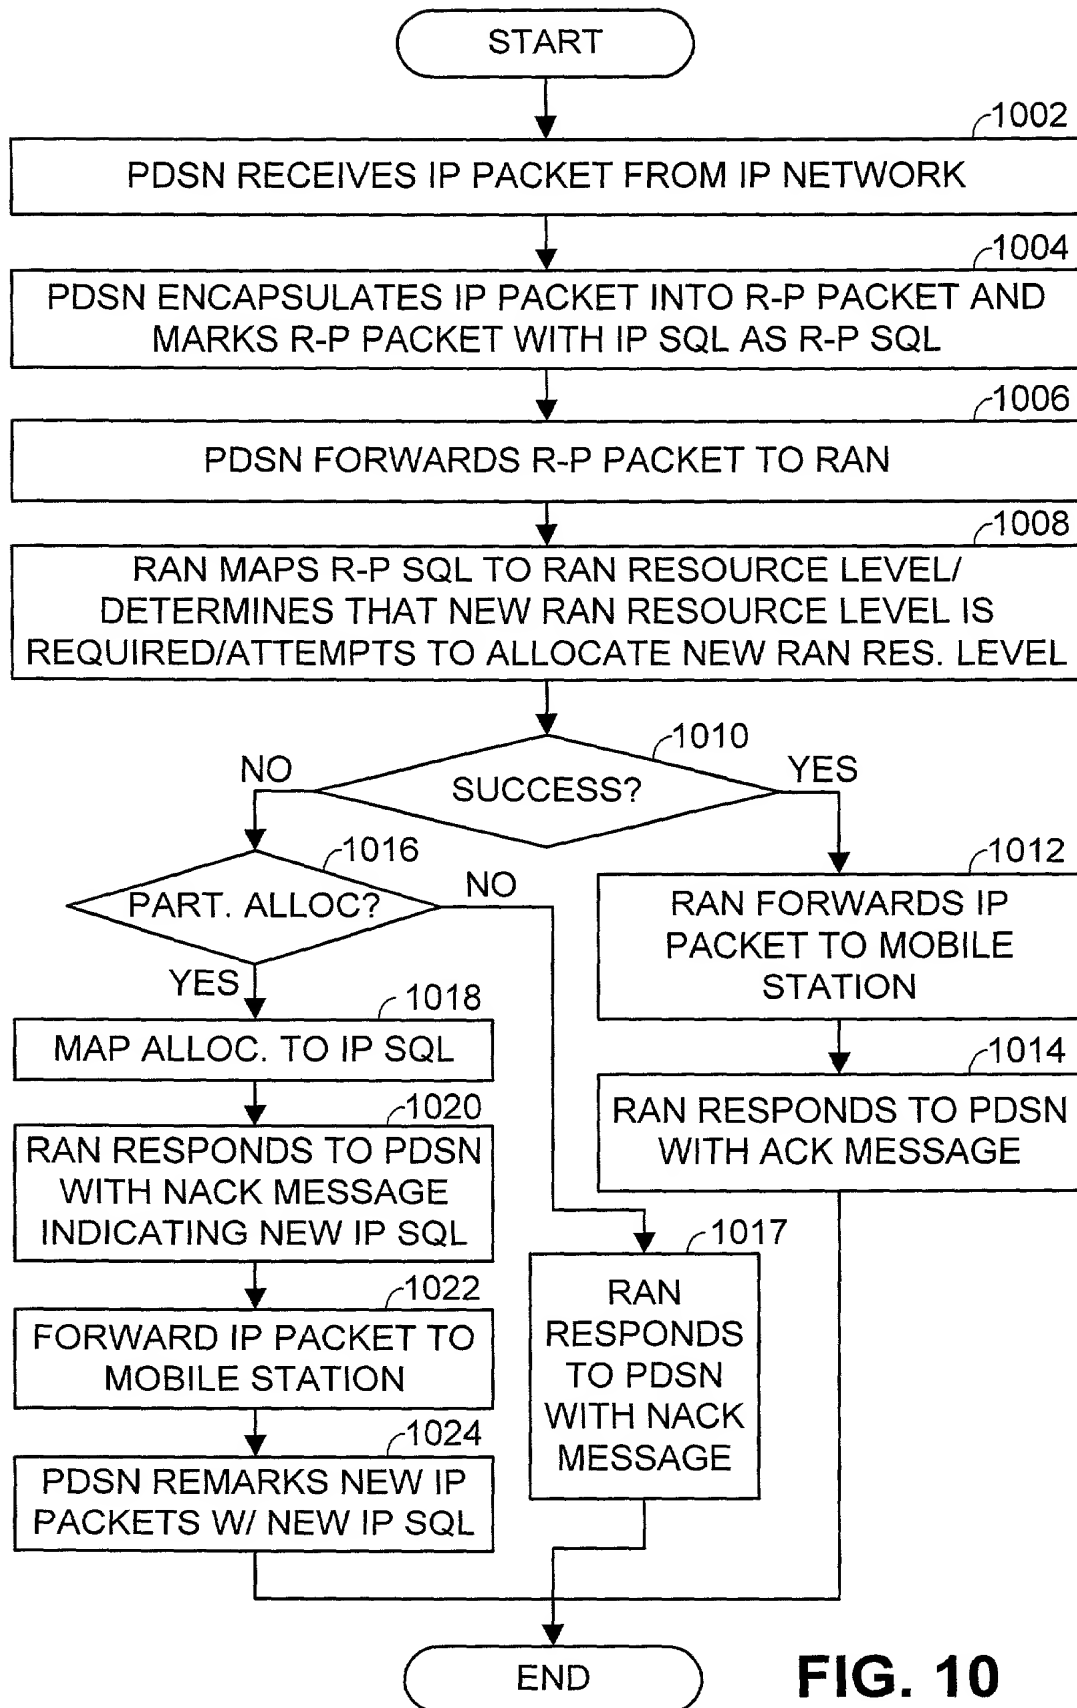 START
1002
PDSN RECEIVES IP PACKET FROM IP NETWORK
1004
PDSN ENCAPSULATES IP PACKET INTO R-P PACKET AND
MARKS R-P PACKET WITH IP SQL AS R-P SQL
1006
PDSN FORWARDS R-P PACKET TO RAN
1008
RAN MAPS R-P SQL TO RAN RESOURCE LEVEL/
DETERMINES THAT NEW RAN RESOURCE LEVEL IS
REQUIRED/ATTEMPTS TO ALLOCATE NEW RAN RES. LEVEL
1010
NO
SUCCESS?
YES
1016
PART. ALLOC?
NO
YES
1012
RAN FORWARDS IP
PACKET TO MOBILE
STATION
1018
MAP ALLOC. TO IP SQL
1014
RAN RESPONDS TO PDSN
WITH ACK MESSAGE
1020
RAN RESPONDS TO PDSN
WITH NACK MESSAGE
INDICATING NEW IP SQL
1017
RAN
RESPONDS
TO PDSN
WITH NACK
MESSAGE
1022
FORWARD IP PACKET TO
MOBILE STATION
1024
PDSN REMARKS NEW IP
PACKETS W/ NEW IP SQL
END
FIG. 10